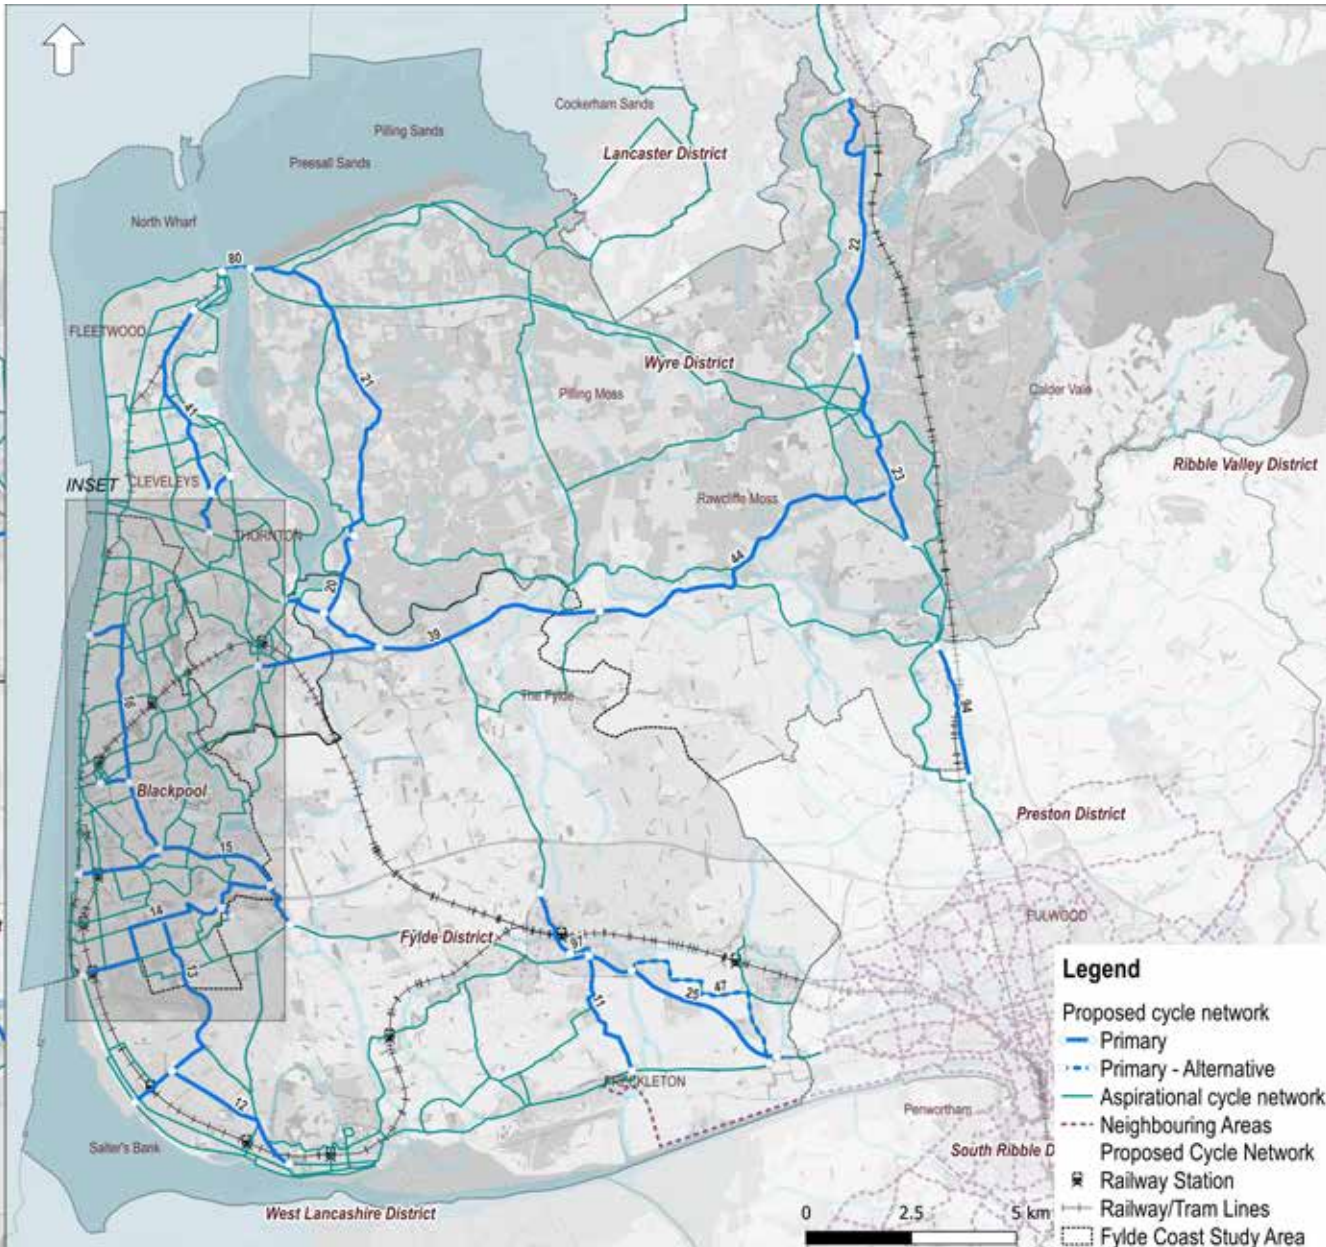 Cockerham Sands
Pilling Sands
Lancaster District
Preesall Sands
North Wharf
80
22
FLEETWOOD
Wyre District
21
Pilling Moss
Calder Vale
41
Ribble Valley District
INSET
CLEVELEYS
23
Rawcliffe Moss
THORNTON
44
20
39
The Fylde
16
94
Blackpool
Preston District
15
14
FULWOOD
Fylde District
97
13
25
47
11
FRECKLETON
12
Penwortham
Salter's Bank
South Ribble D
West Lancashire District
Legend
Proposed cycle network
Primary
Primary - Alternative
Aspirational cycle network
Neighbouring Areas
Proposed Cycle Network
Railway Station
Railway/Tram Lines
Fylde Coast Study Area
0 2.5 5 km